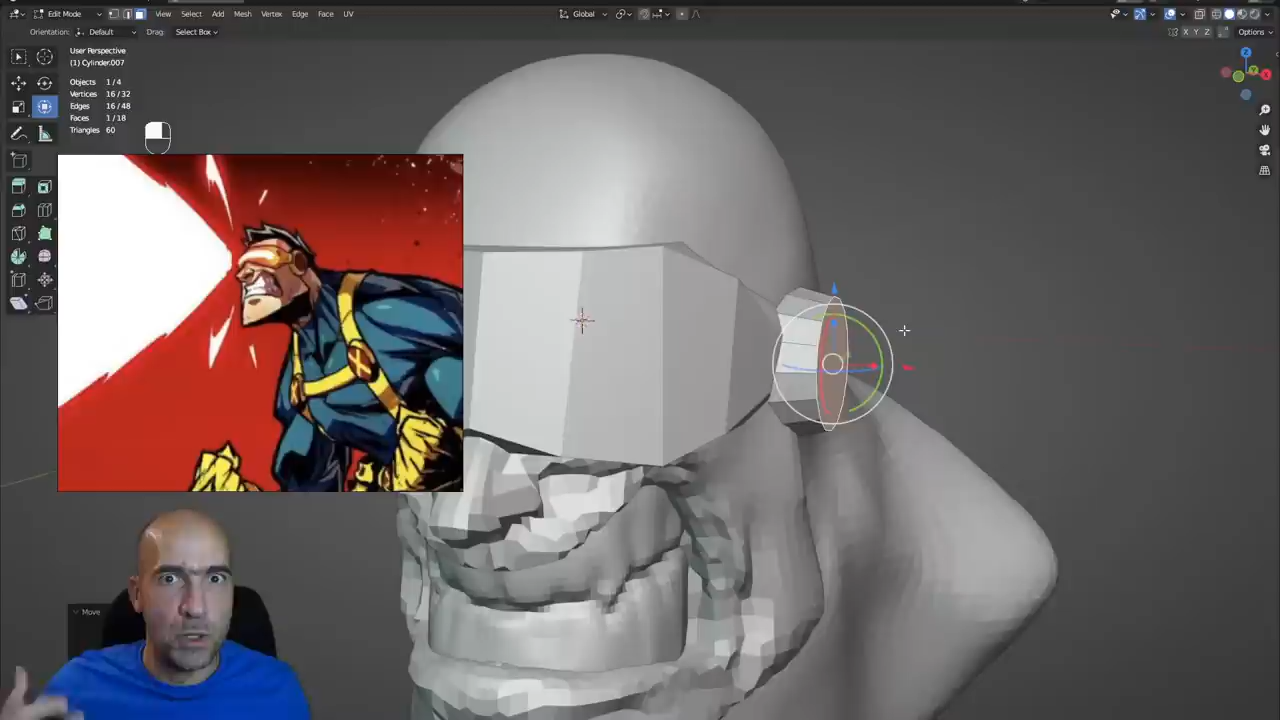 Edit Mode View Select Add Mesh Vertex Edge Face UV Global
Orientation: Default Drag: Select Box X Y Z Options
User Perspective
(1) Cylinder.007
Objects 1/4
Vertices 16/32
Edges 16/48
Faces 1/18
Triangles 60
Z
Y
X
Move